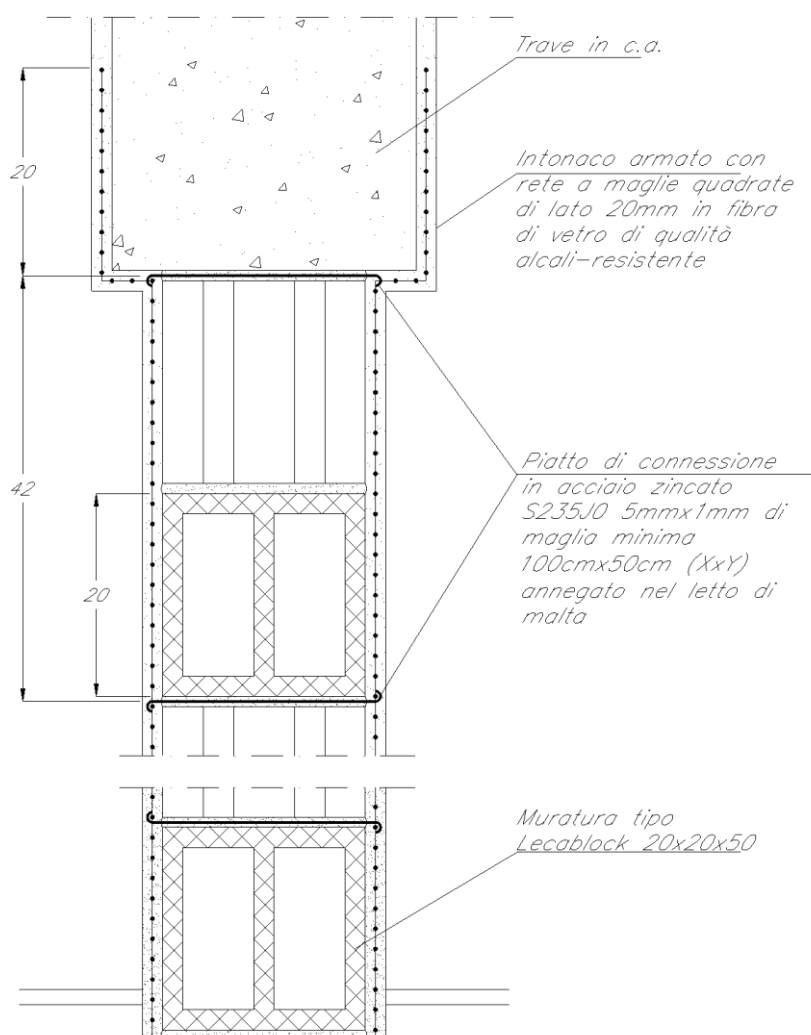 Trave in c.a.
20
Intonaco armato con
rete a maglie quadrate
di lato 20mm in fibra
di vetro di qualità
alcali-resistente
42
Piatto di connessione
in acciaio zincato
S235J0 5mmx1mm di
maglia minima
100cmx50cm (XxY)
annegato nel letto di
malta
20
Muratura tipo
Lecablock 20x20x50